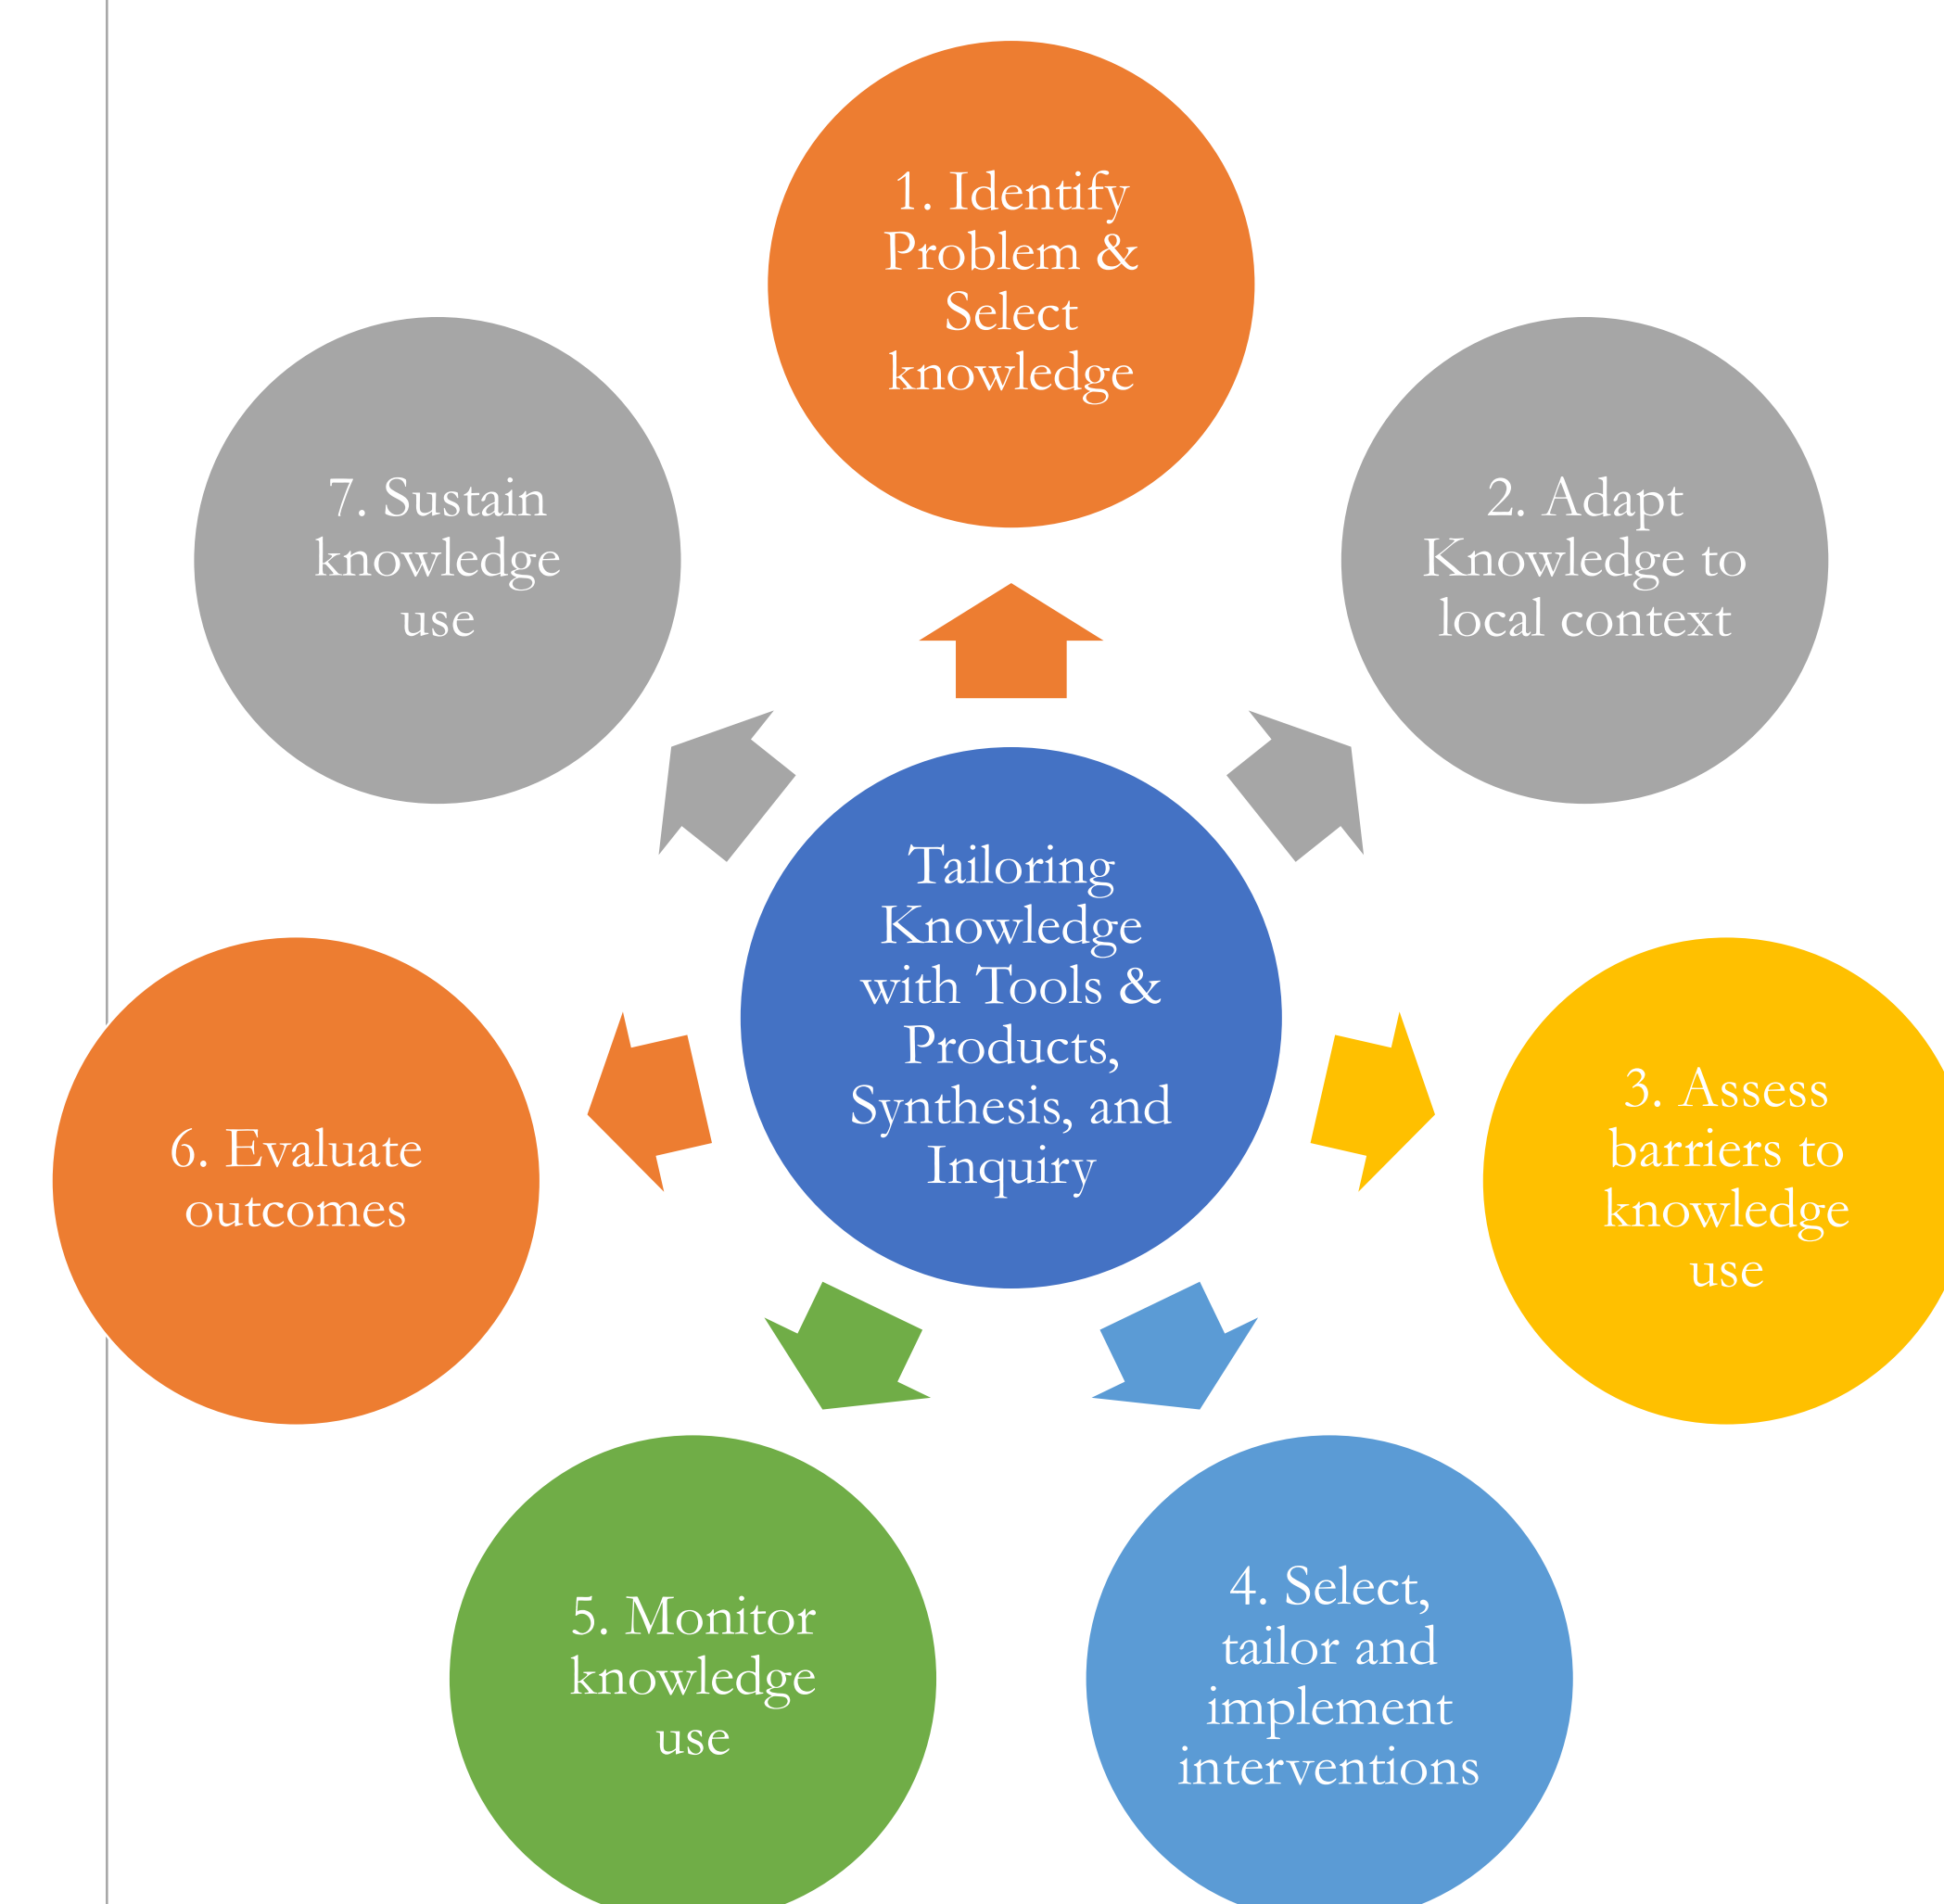 1. Identify
Problem &
Select
knowledge
2. Adapt
Knowledge to
local context
3. Assess
barriers to
knowledge
use
4. Select,
tailor and
implement
interventions
5. Monitor
knowledge
use
6. Evaluate
outcomes
7. Sustain
knowledge
use
Tailoring
Knowledge
with Tools &
Products,
Synthesis, and
Inquiry